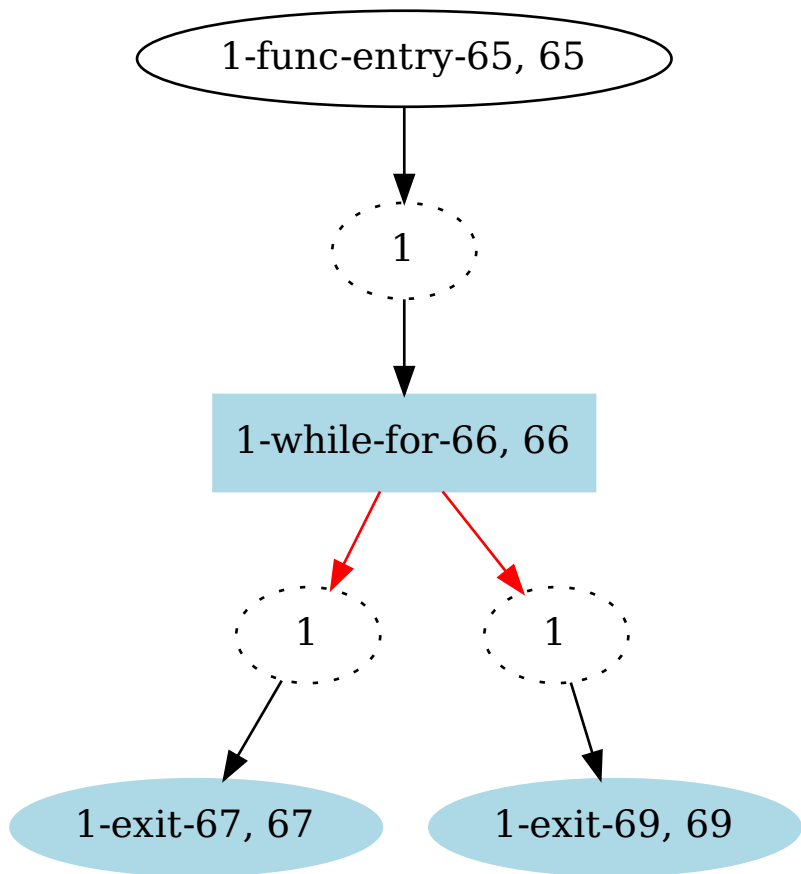 1-func-entry-65, 65
1
1-while-for-66, 66
1
1
1-exit-67, 67
1-exit-69, 69